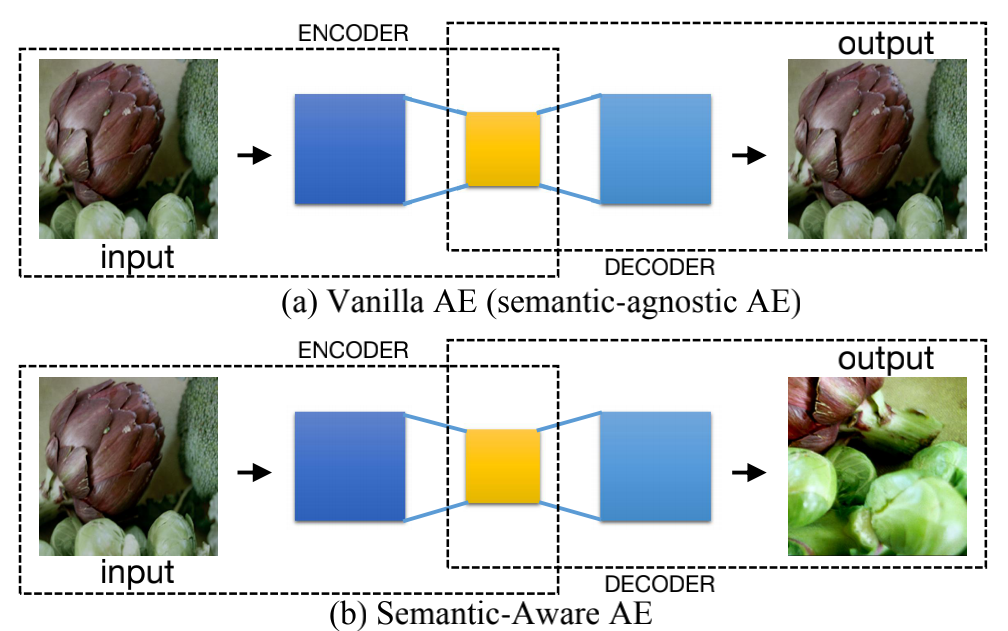 ENCODER
output
input
DECODER
(a) Vanilla AE (semantic-agnostic AE)
ENCODER
output
input
DECODER
(b) Semantic-Aware AE